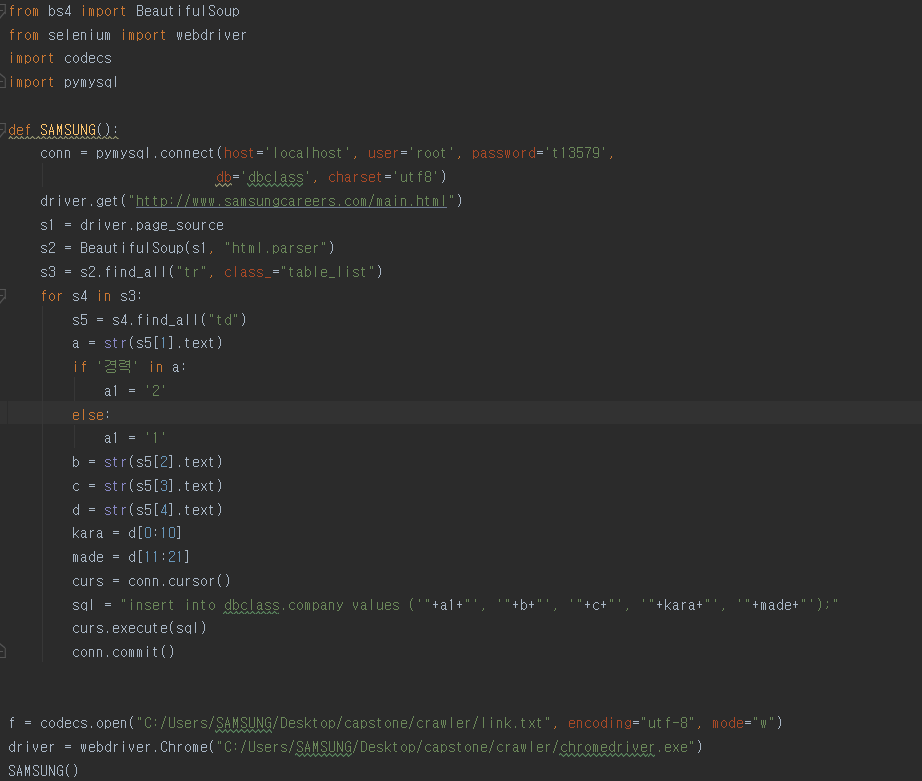 from bs4 import BeautifulSoup
from selenium import webdriver
import codecs
import pymysql
def SAMSUNG():
conn = pymysql.connect(host='localhost', user='root', password='t13579',
db='dbclass', charset='utf8')
driver.get("http://www.samsungcareers.com/main.html")
s1 = driver.page_source
s2 = BeautifulSoup(s1, "html.parser")
s3 = s2.find_all("tr", class_="table_list")
for s4 in s3:
s5 = s4.find_all("td")
a = str(s5[1].text)
if '경력' in a:
a1 = '2'
else:
a1 = '1'
b = str(s5[2].text)
c = str(s5[3].text)
d = str(s5[4].text)
kara = d[0:10]
made = d[11:21]
curs = conn.cursor()
sql = "insert into dbclass.company values ('"+a1+"', '"+b+"', '"+c+"', '"+kara+"', '"+made+"');"
curs.execute(sql)
conn.commit()
f = codecs.open("C:/Users/SAMSUNG/Desktop/capstone/crawler/link.txt", encoding="utf-8", mode="w")
driver = webdriver.Chrome("C:/Users/SAMSUNG/Desktop/capstone/crawler/chromedriver.exe")
SAMSUNG()